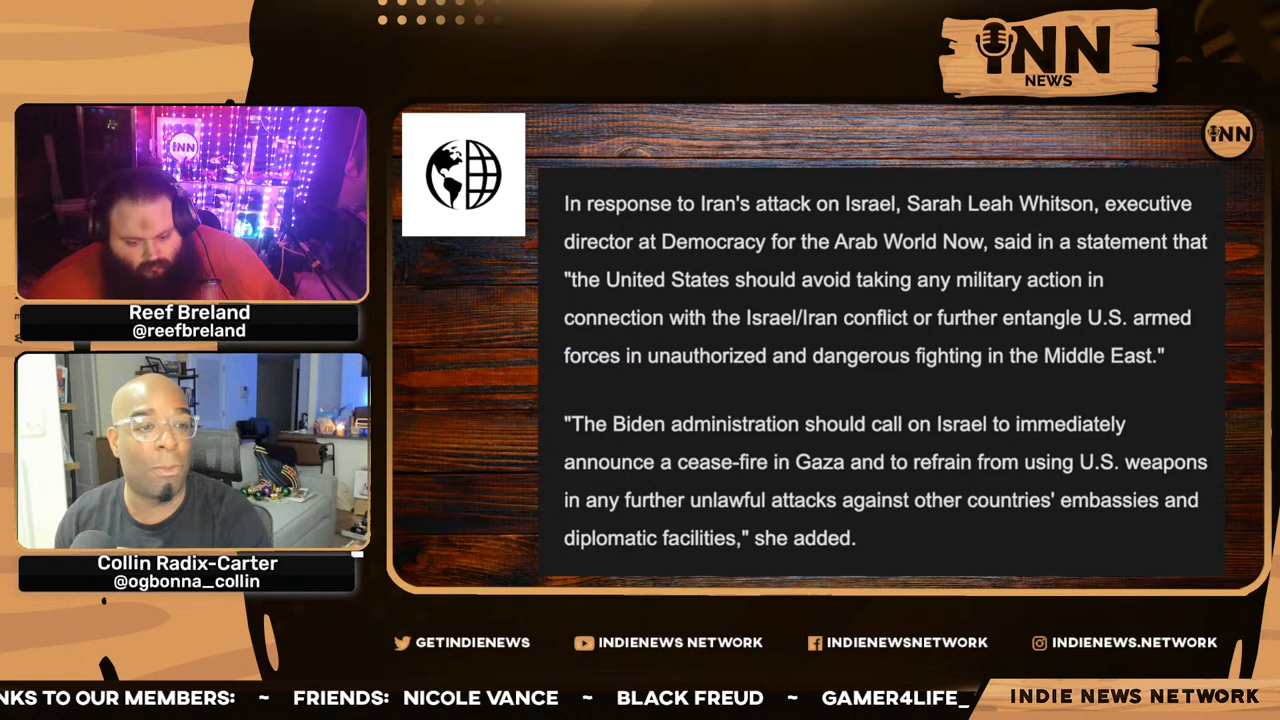 iNN
NEWS
iNN
iNN
Reef Breland
@reefbreland
Collin Radix-Carter
@ogbonna_collin
In response to Iran's attack on Israel, Sarah Leah Whitson, executive
director at Democracy for the Arab World Now, said in a statement that
"the United States should avoid taking any military action in
connection with the Israel/Iran conflict or further entangle U.S. armed
forces in unauthorized and dangerous fighting in the Middle East."
"The Biden administration should call on Israel to immediately
announce a cease-fire in Gaza and to refrain from using U.S. weapons
in any further unlawful attacks against other countries' embassies and
diplomatic facilities," she added.
GETINDIENEWS
INDIENEWS NETWORK
INDIENEWSNETWORK
INDIENEWS.NETWORK
NKS TO OUR MEMBERS: ~ FRIENDS: NICOLE VANCE ~ BLACK FREUD ~ GAMER4LIFE_
INDIE NEWS NETWORK